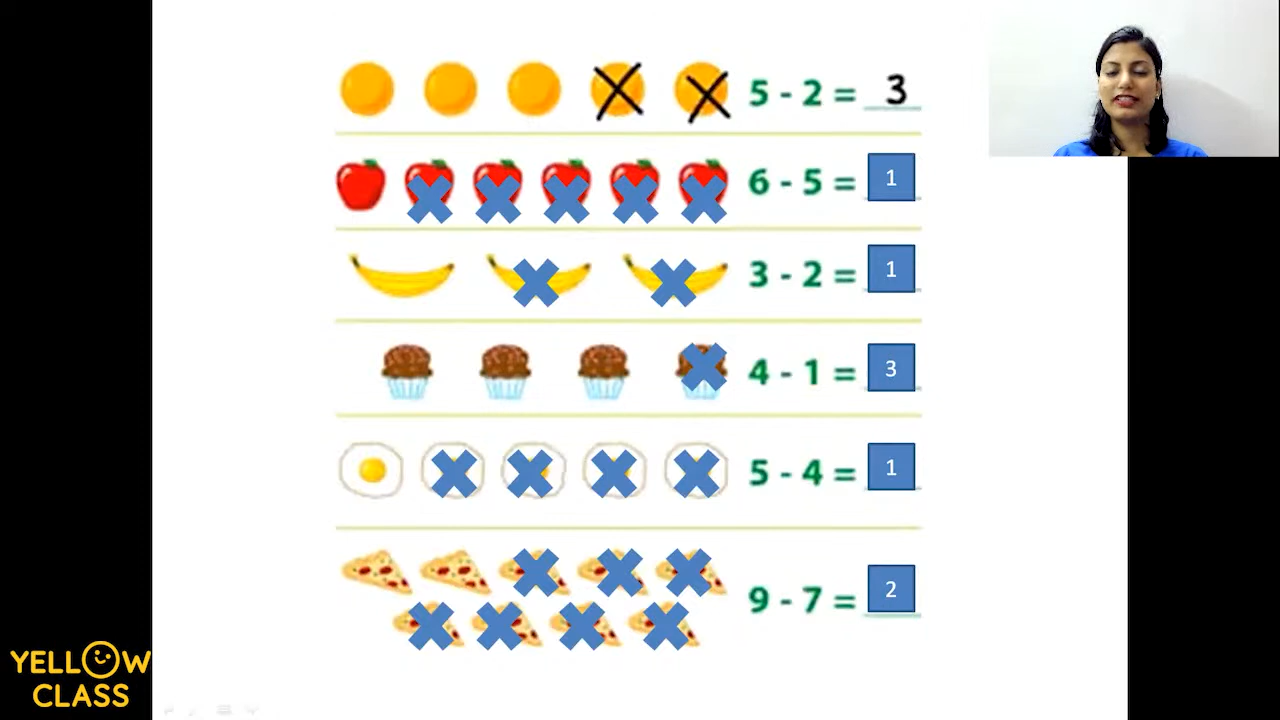 5 - 2 = 3
6 - 5 = 1
3 - 2 = 1
4 - 1 = 3
5 - 4 = 1
9 - 7 = 2
YELLOW
CLASS